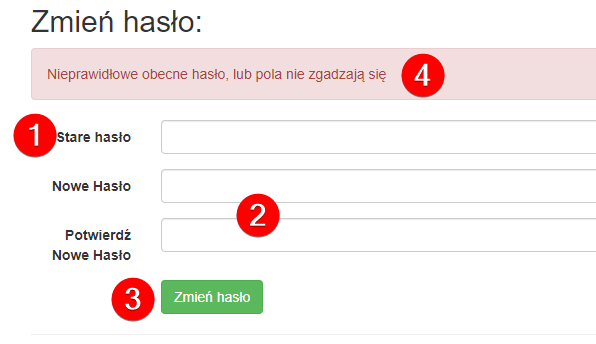 Zmień hasło:
Nieprawidłowe obecne hasło, lub pola nie zgadzają się 4
1 Stare hasło
Nowe Hasło
2
Potwierdź
Nowe Hasło
3 Zmień hasło